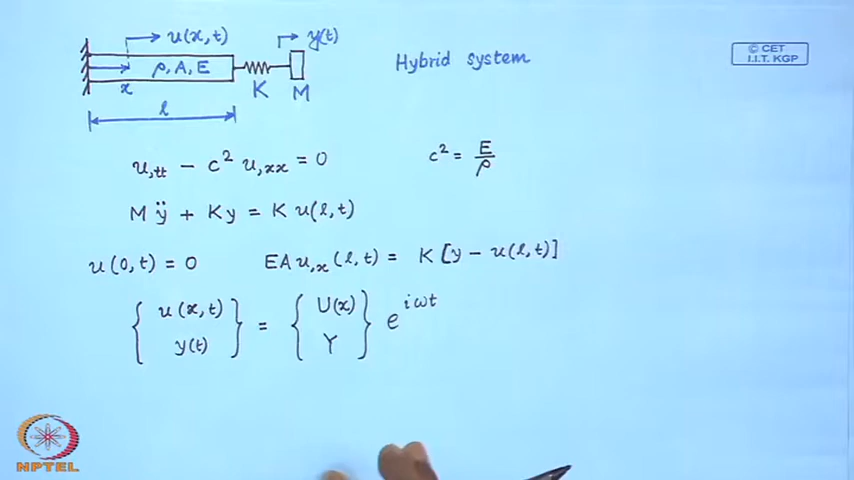 u(x,t)
y(t)
ρ, A, E
x
K
M
l
Hybrid system
© CET
I.I.T. KGP
u,tt − c² u,xx = 0
c² = E/ρ
M ÿ + Ky = K u(l,t)
u(0,t) = 0
EA u,x (l,t) = K [y − u(l,t)]
{ u(x,t) } = { U(x) } e^{iωt}
{ y(t) } { Y }
NPTEL